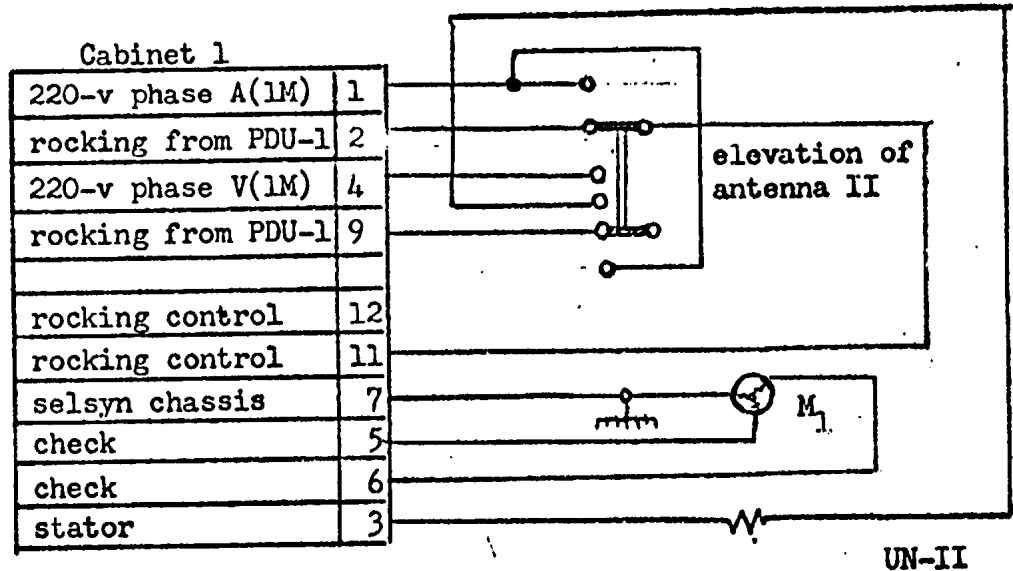 Cabinet 1
220-v phase A(1M) 1
rocking from PDU-1 2
220-v phase V(1M) 4
rocking from PDU-1 9
rocking control 12
rocking control 11
selsyn chassis 7
check 5
check 6
stator 3
elevation of
antenna II
M1
UN-II